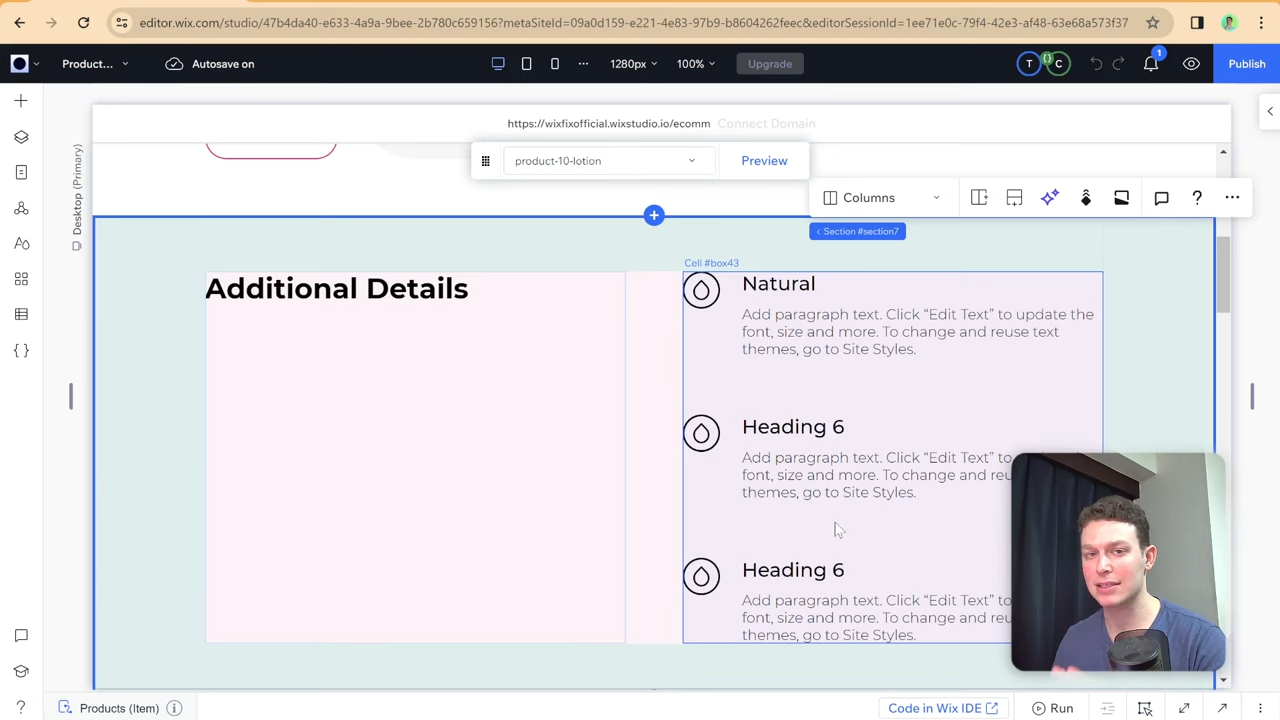 editor.wix.com/studio/47b4da40-e633-4a9a-9bee-2b780c659156?metaSiteId=09a0d159-e221-4e83-97b9-b8604262feec&editorSessionId=1ee71e0c-79f4-42e3-af48-63e68a573f37
Product... Autosave on 1280px 100% Upgrade T {} C 1 Publish
https://wixfixofficial.wixstudio.io/ecomm Connect Domain
product-10-lotion Preview
Columns
Section #section7
Desktop (Primary)
Cell #box43
Additional Details
Natural
Add paragraph text. Click “Edit Text” to update the
font, size and more. To change and reuse text
themes, go to Site Styles.
Heading 6
Add paragraph text. Click “Edit Text” to
font, size and more. To change and reu
themes, go to Site Styles.
Heading 6
Add paragraph text. Click “Edit Text” to
font, size and more. To change and reu
themes, go to Site Styles.
Products (Item) Code in Wix IDE Run